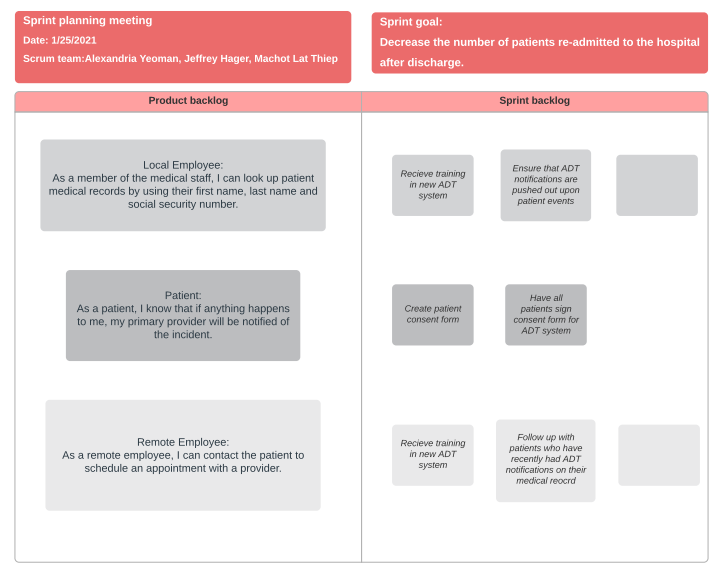 Sprint planning meeting
Date: 1/25/2021
Scrum team:Alexandria Yeoman, Jeffrey Hager, Machot Lat Thiep
Sprint goal:
Decrease the number of patients re-admitted to the hospital
after discharge.
Product backlog
Sprint backlog
Local Employee:
As a member of the medical staff, I can look up patient
medical records by using their first name, last name and
social security number.
Recieve training
in new ADT
system
Ensure that ADT
notifications are
pushed out upon
patient events
Patient:
As a patient, I know that if anything happens
to me, my primary provider will be notified of
the incident.
Create patient
consent form
Have all
patients sign
consent form for
ADT system
Remote Employee:
As a remote employee, I can contact the patient to
schedule an appointment with a provider.
Recieve training
in new ADT
system
Follow up with
patients who have
recently had ADT
notifications on their
medical reocrd